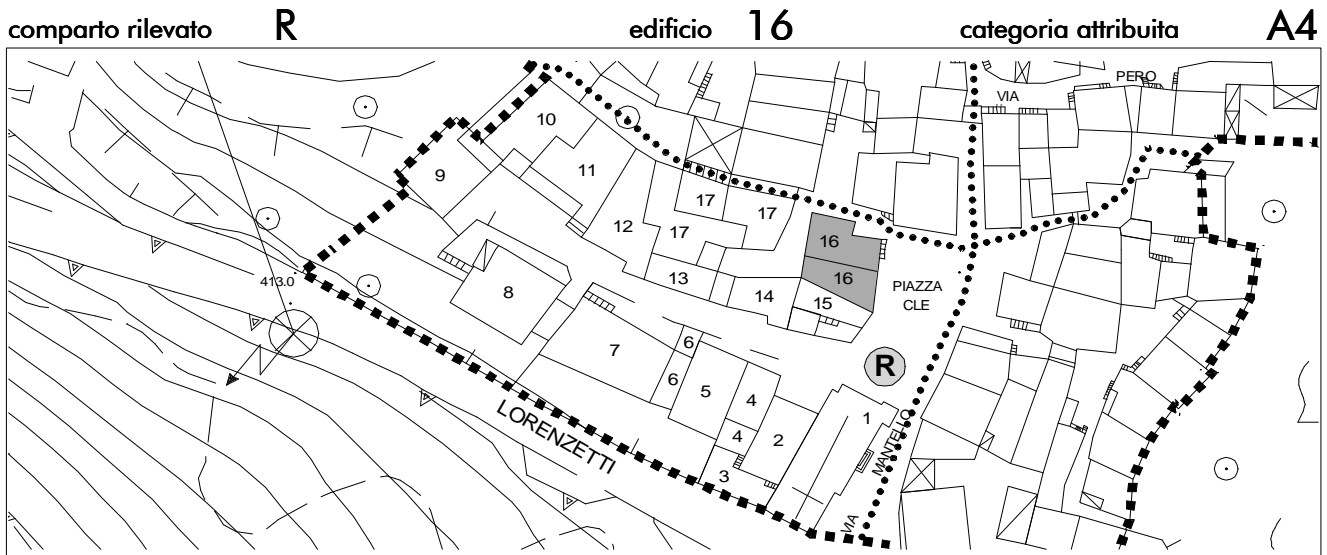 comparto rilevato R edificio 16 categoria attribuita A4
PERO
VIA
10
9
11
17
17
12
17
16
16
13
413.0
8
14
15
PIAZZA
CLE
7
6
R
6
5
4
LORENZETTI
1
4
2
MANTELLO
3
VIA